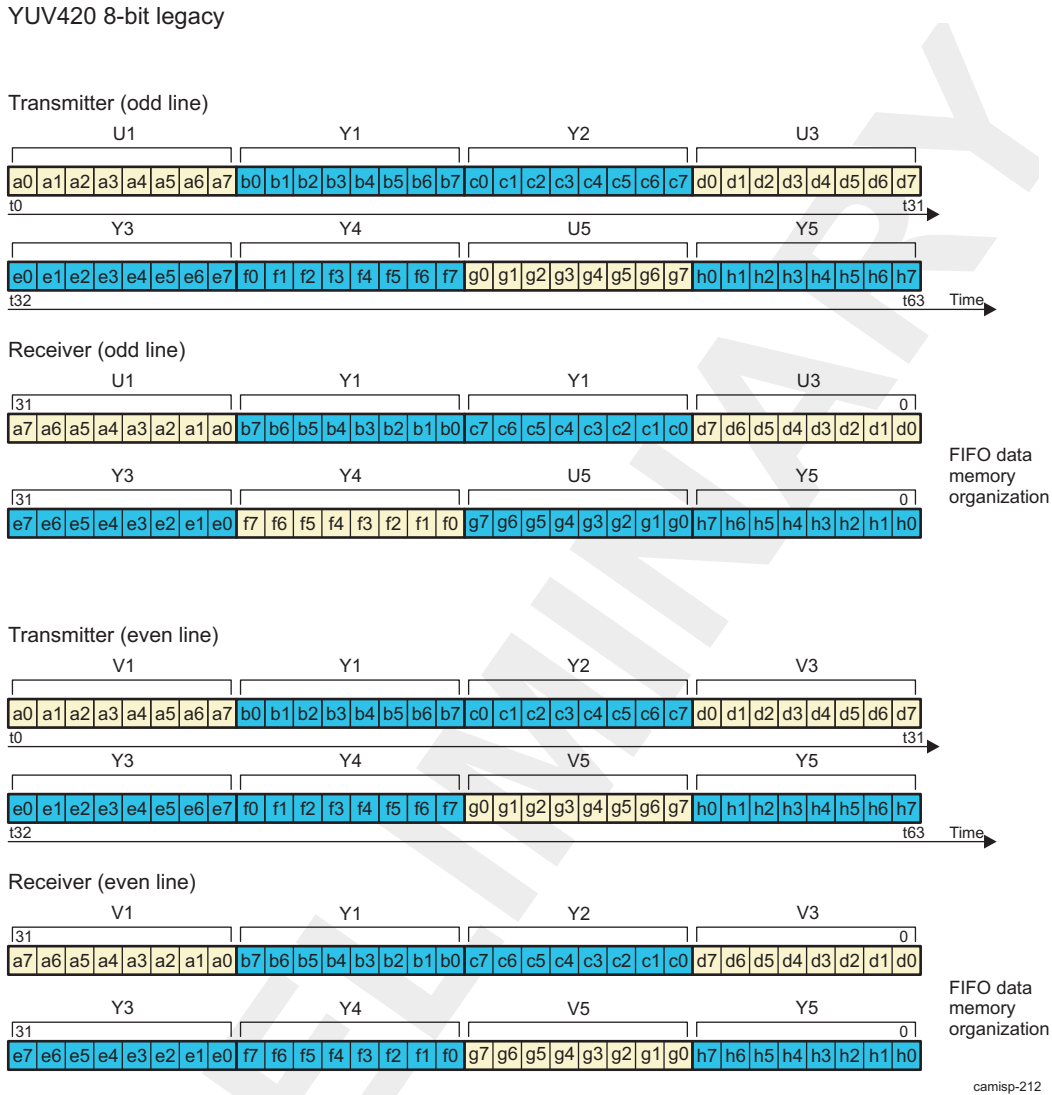 YUV420 8-bit legacy
Transmitter (odd line)
U1 Y1 Y2 U3
a0 a1 a2 a3 a4 a5 a6 a7 b0 b1 b2 b3 b4 b5 b6 b7 c0 c1 c2 c3 c4 c5 c6 c7 d0 d1 d2 d3 d4 d5 d6 d7
t0 t31
Y3 Y4 U5 Y5
e0 e1 e2 e3 e4 e5 e6 e7 f0 f1 f2 f3 f4 f5 f6 f7 g0 g1 g2 g3 g4 g5 g6 g7 h0 h1 h2 h3 h4 h5 h6 h7
t32 t63 Time
Receiver (odd line)
U1 Y1 Y1 U3
31 0
a7 a6 a5 a4 a3 a2 a1 a0 b7 b6 b5 b4 b3 b2 b1 b0 c7 c6 c5 c4 c3 c2 c1 c0 d7 d6 d5 d4 d3 d2 d1 d0
Y3 Y4 U5 Y5
31 0
e7 e6 e5 e4 e3 e2 e1 e0 f7 f6 f5 f4 f3 f2 f1 f0 g7 g6 g5 g4 g3 g2 g1 g0 h7 h6 h5 h4 h3 h2 h1 h0
FIFO data
memory
organization
Transmitter (even line)
V1 Y1 Y2 V3
a0 a1 a2 a3 a4 a5 a6 a7 b0 b1 b2 b3 b4 b5 b6 b7 c0 c1 c2 c3 c4 c5 c6 c7 d0 d1 d2 d3 d4 d5 d6 d7
t0 t31
Y3 Y4 V5 Y5
e0 e1 e2 e3 e4 e5 e6 e7 f0 f1 f2 f3 f4 f5 f6 f7 g0 g1 g2 g3 g4 g5 g6 g7 h0 h1 h2 h3 h4 h5 h6 h7
t32 t63 Time
Receiver (even line)
V1 Y1 Y2 V3
31 0
a7 a6 a5 a4 a3 a2 a1 a0 b7 b6 b5 b4 b3 b2 b1 b0 c7 c6 c5 c4 c3 c2 c1 c0 d7 d6 d5 d4 d3 d2 d1 d0
Y3 Y4 V5 Y5
31 0
e7 e6 e5 e4 e3 e2 e1 e0 f7 f6 f5 f4 f3 f2 f1 f0 g7 g6 g5 g4 g3 g2 g1 g0 h7 h6 h5 h4 h3 h2 h1 h0
FIFO data
memory
organization
camisp-212
ELIMINARY